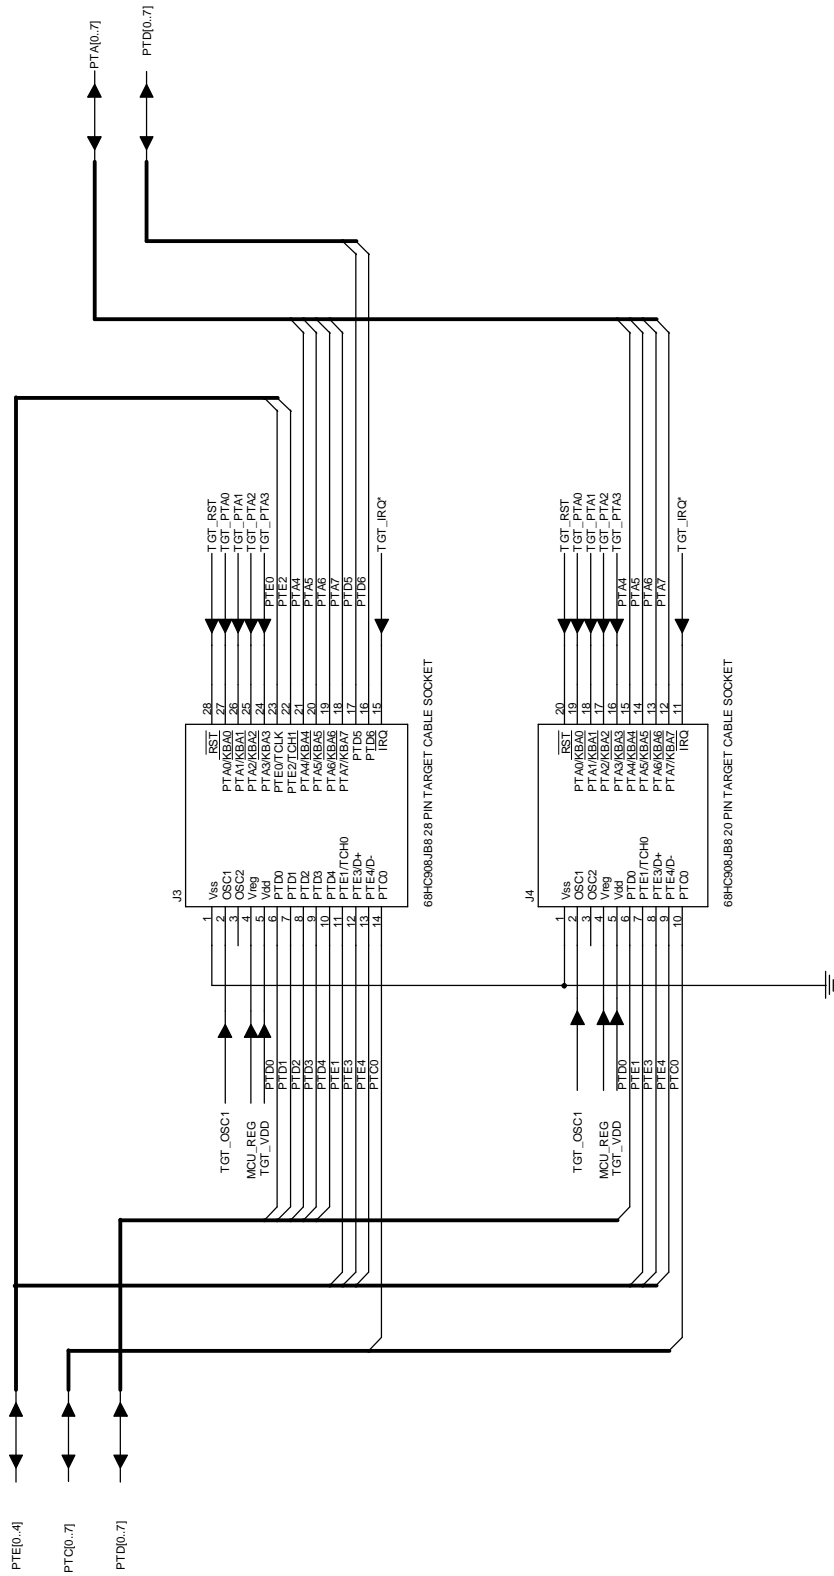 PTE[0..4]
PTC[0..7]
PTD[0..7]
PTA[0..7]
PTD[0..7]
TGT_OSC1
MCU_REG
TGT_VDD
PTD0
PTD1
PTD2
PTD3
PTD4
PTE1
PTE3
PTE4
PTC0
J3
1 Vss
2 OSC1
3 OSC2
4 Vreg
5 Vdd
6 PTD0
7 PTD1
8 PTD2
9 PTD3
10 PTD4
11 PTE1/TCH0
12 PTE3/D+
13 PTE4/D-
14 PTC0
RST 28
PTA0/KBA0 27
PTA1/KBA1 26
PTA2/KBA2 25
PTA3/KBA3 24
PTE0/TCLK 23
PTE2/TCH1 22
PTA4/KBA4 21
PTA5/KBA5 20
PTA6/KBA6 19
PTA7/KBA7 18
PTD5 17
PTD6 16
IRQ 15
68HC908JB8 28 PIN TARGET CABLE SOCKET
TGT_RST
TGT_PTA0
TGT_PTA1
TGT_PTA2
TGT_PTA3
PTE0
PTE2
PTA4
PTA5
PTA6
PTA7
PTD5
PTD6
TGT_IRQ*
TGT_OSC1
MCU_REG
TGT_VDD
PTD0
PTE1
PTE3
PTE4
PTC0
J4
1 Vss
2 OSC1
3 OSC2
4 Vreg
5 Vdd
6 PTD0
7 PTE1/TCH0
8 PTE3/D+
9 PTE4/D-
10 PTC0
RST 20
PTA0/KBA0 19
PTA1/KBA1 18
PTA2/KBA2 17
PTA3/KBA3 16
PTA4/KBA4 15
PTA5/KBA5 14
PTA6/KBA6 13
PTA7/KBA7 12
IRQ 11
68HC908JB8 20 PIN TARGET CABLE SOCKET
TGT_RST
TGT_PTA0
TGT_PTA1
TGT_PTA2
TGT_PTA3
PTA4
PTA5
PTA6
PTA7
TGT_IRQ*